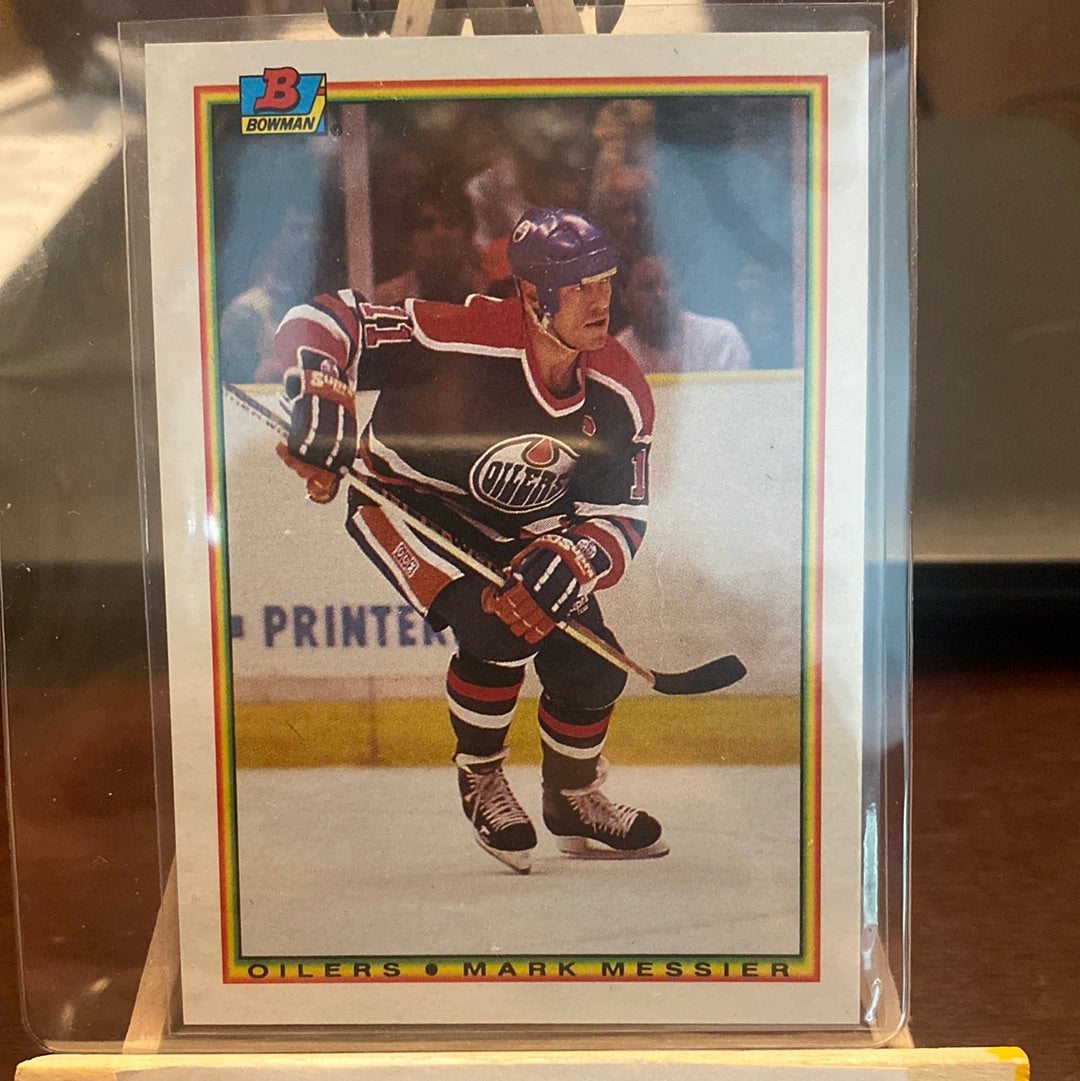 B
BOWMAN
11
OILERS
PRINTER
OILERS • MARK MESSIER